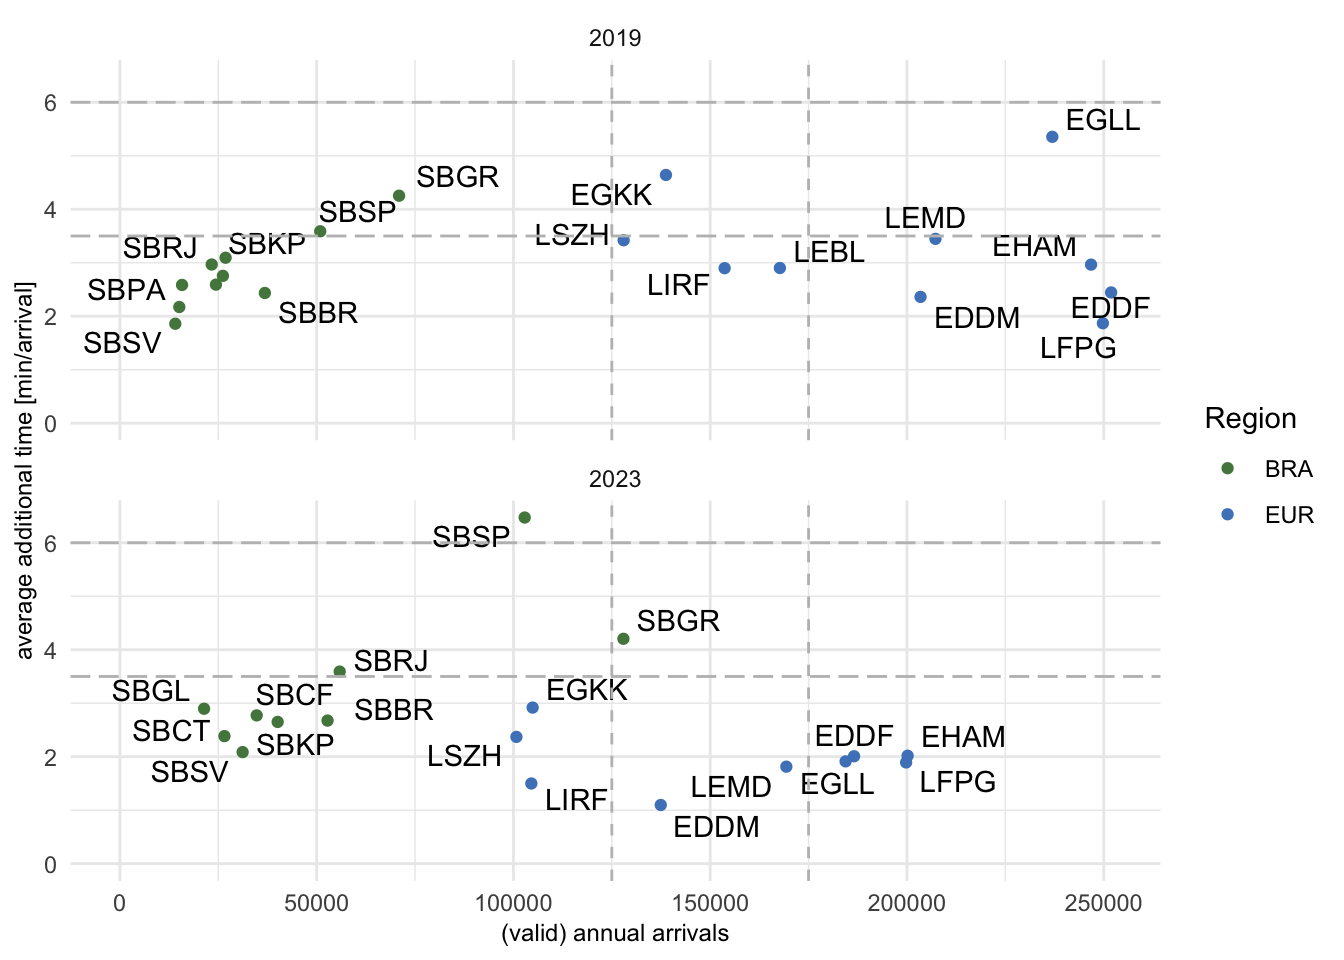 2019
6
4
2
0
EGLL
SBGR
EGKK
SBSP
LEMD
LSZH
SBRJ
SBKP
EHAM
LEBL
SBPA
LIRF
SBBR
EDDF
EDDM
SBSV
LFPG
average additional time [min/arrival]
Region
BRA
EUR
2023
6
4
2
0
SBSP
SBGR
SBRJ
SBGL
SBCF
EGKK
SBBR
SBCT
EDDF
EHAM
SBKP
LSZH
SBSV
LEMD
EGLL
LFPG
LIRF
EDDM
0
50000
100000
150000
200000
250000
(valid) annual arrivals